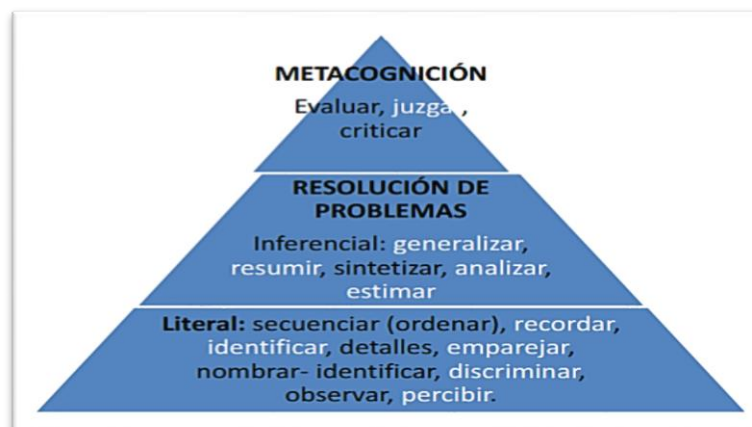 METACOGNICIÓN
Evaluar, juzgar,
criticar
RESOLUCIÓN DE
PROBLEMAS
Inferencial: generalizar,
resumir, sintetizar, analizar,
estimar
Literal: secuenciar (ordenar), recordar,
identificar, detalles, emparejar,
nombrar- identificar, discriminar,
observar, percibir.